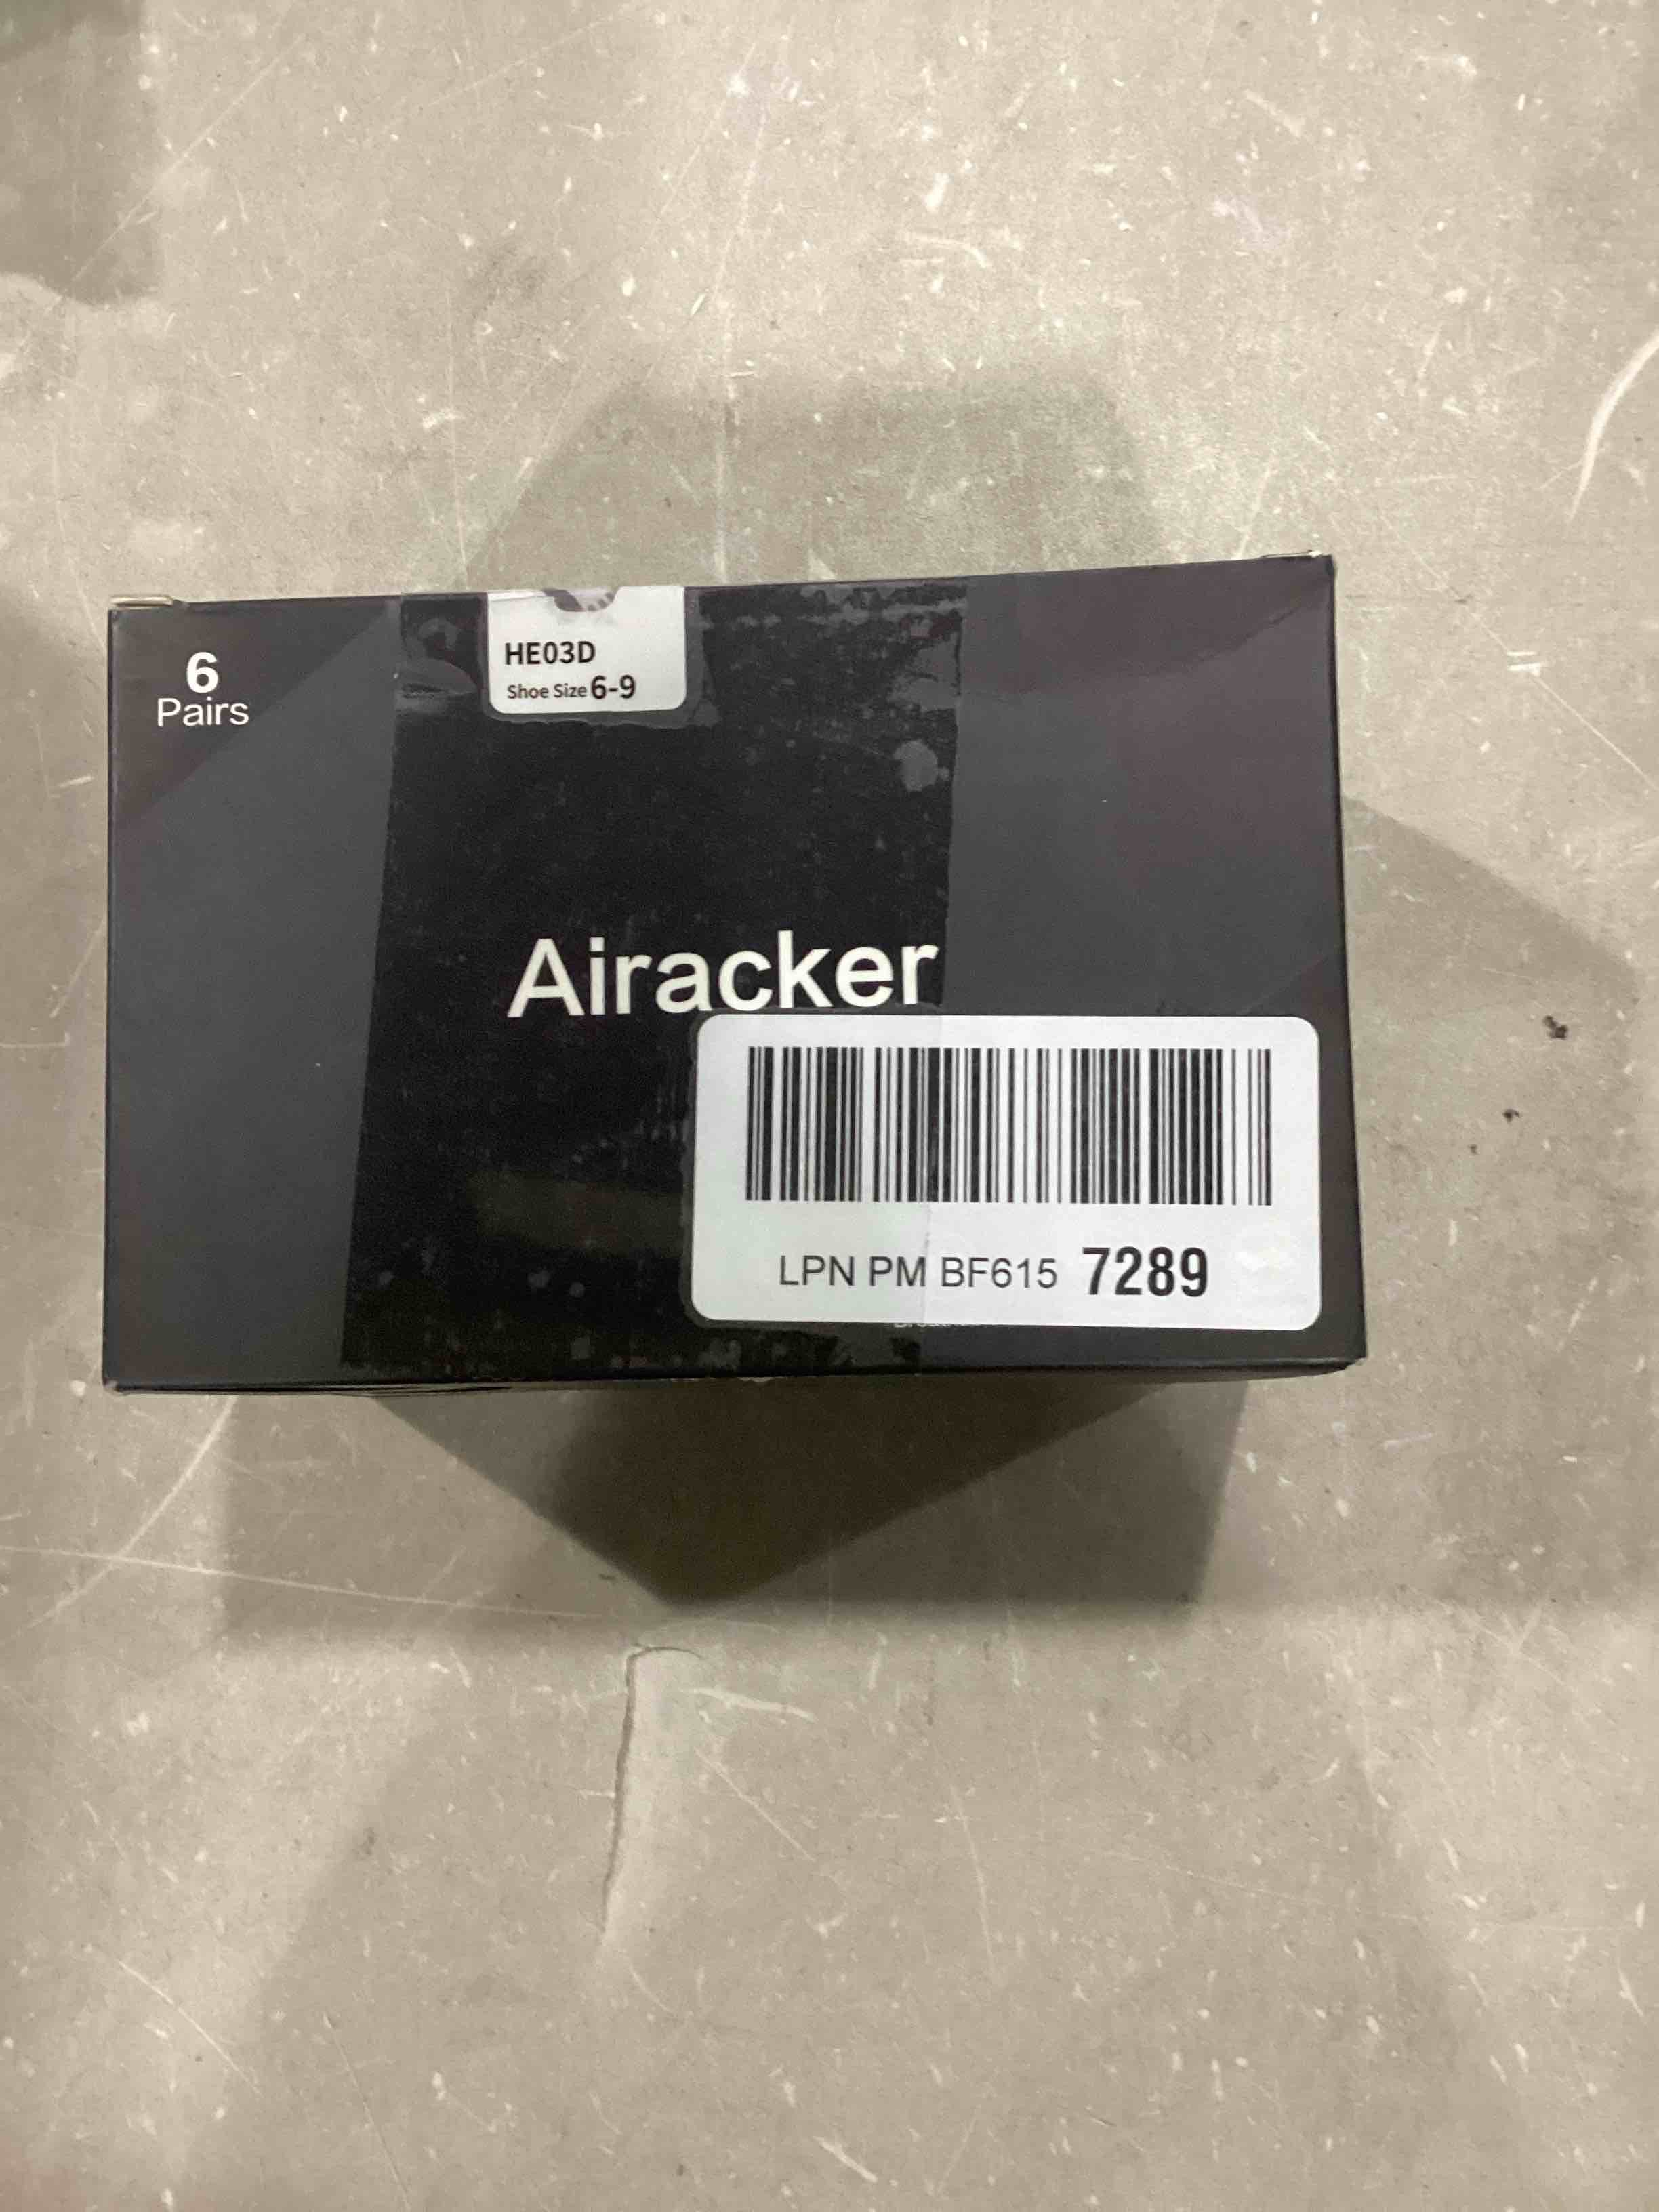 6
Pairs
HE03D
Shoe Size 6-9
Airacker
LPN PM BF615 7289